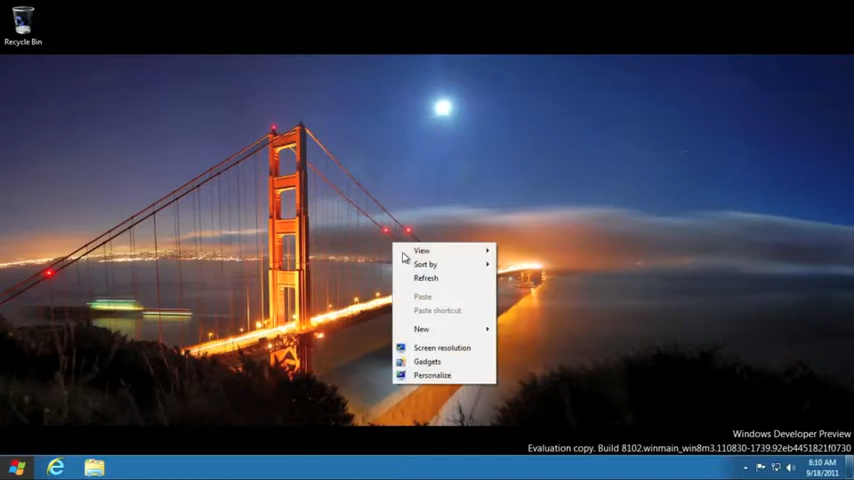 Recycle Bin
View
Sort by
Refresh
Paste
Paste shortcut
New
Screen resolution
Gadgets
Personalize
Windows Developer Preview
Evaluation copy. Build 8102.winmain_win8m3.110830-1739.92eb4451821f0730
8:10 AM
9/18/2011